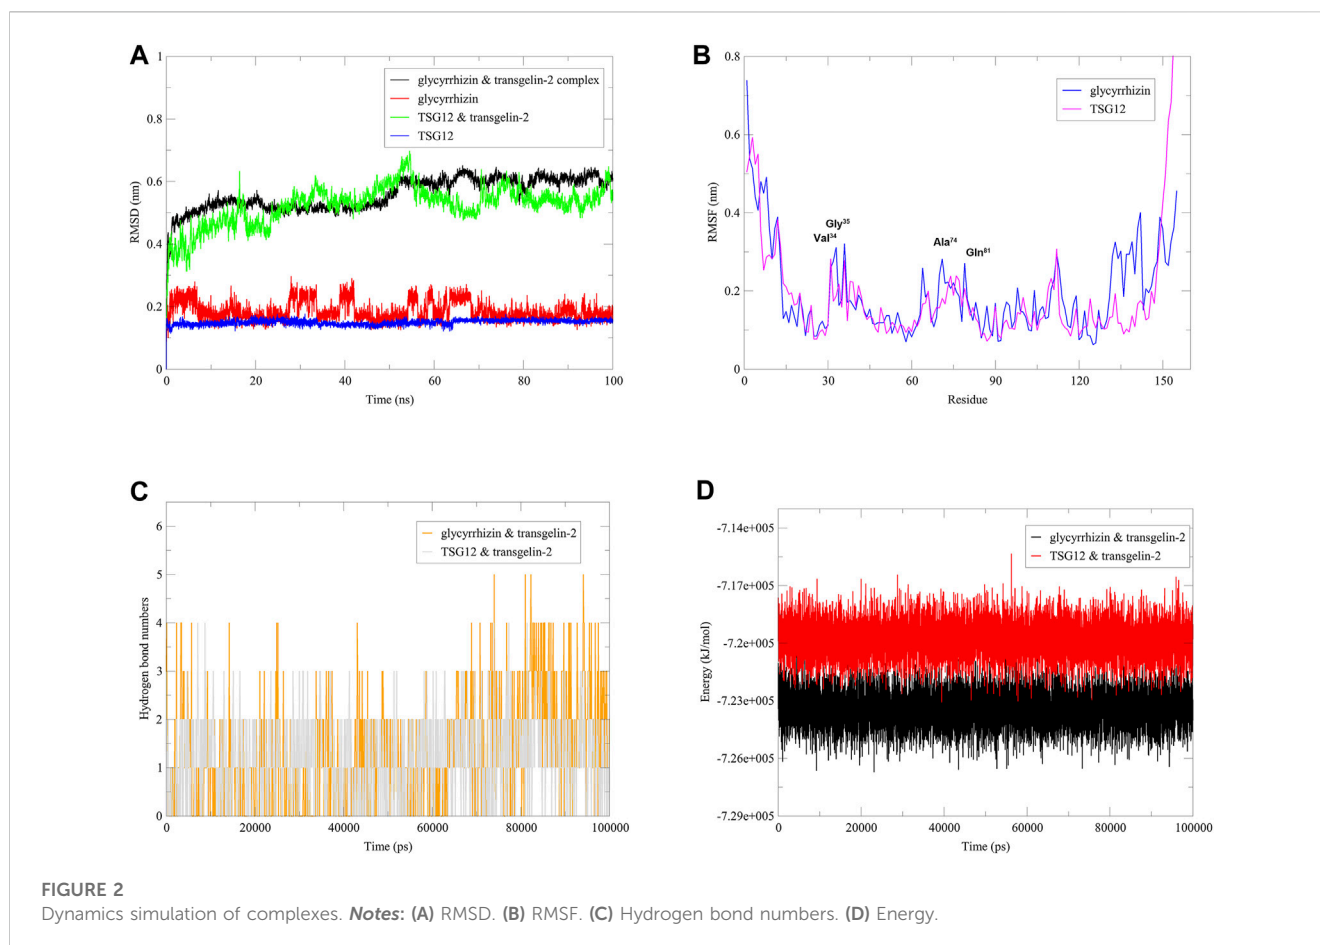 A
1
0.8
0.6
0.4
0.2
0
RMSD (nm)
glycyrrhizin & transgelin-2 complex
glycyrrhizin
TSG12 & transgelin-2
TSG12
0 20 40 60 80 100
Time (ns)
B
0.8
0.6
0.4
0.2
0
RMSF (nm)
glycyrrhizin
TSG12
Gly35
Val34
Ala74
Gln81
0 30 60 90 120 150
Residue
C
6
5
4
3
2
1
0
Hydrogen bond numbers
glycyrrhizin & transgelin-2
TSG12 & transgelin-2
0 20000 40000 60000 80000 100000
Time (ps)
D
-7.14e+005
-7.17e+005
-7.2e+005
-7.23e+005
-7.26e+005
-7.29e+005
Energy (kJ/mol)
glycyrrhizin & transgelin-2
TSG12 & transgelin-2
0 20000 40000 60000 80000 100000
Time (ps)
FIGURE 2
Dynamics simulation of complexes. Notes: (A) RMSD. (B) RMSF. (C) Hydrogen bond numbers. (D) Energy.